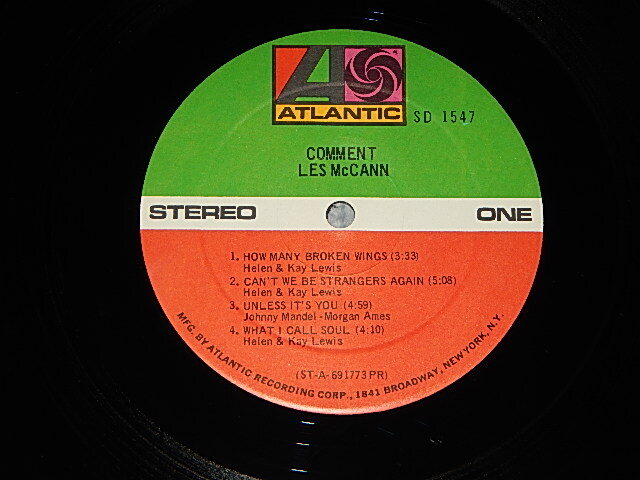 ATLANTIC
SD 1547
COMMENT
LES McCANN
STEREO ONE
1. HOW MANY BROKEN WINGS (3:33)
Helen & Kay Lewis
2. CAN'T WE BE STRANGERS AGAIN (5:08)
Helen & Kay Lewis
3. UNLESS IT'S YOU (4:59)
Johnny Mandel-Morgan Ames
4. WHAT I CALL SOUL (4:10)
Helen & Kay Lewis
(ST-A-691773 PR)
MFG. BY ATLANTIC RECORDING CORP., 1841 BROADWAY, NEW YORK, N.Y.